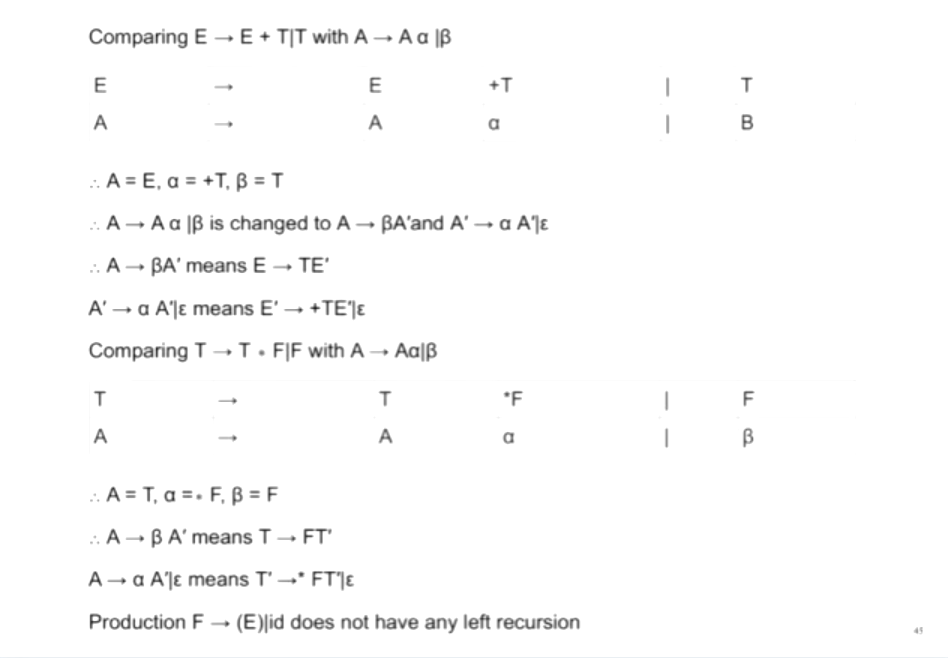 Comparing E → E + T|T with A → A α |β
E → E +T | T
A → A α | B
∴ A = E, α = +T, β = T
∴ A → A α |β is changed to A → βA′and A′ → α A′|ε
∴ A → βA′ means E → TE′
A′ → α A′|ε means E′ → +TE′|ε
Comparing T → T ∗ F|F with A → Aα|β
T → T *F | F
A → A α | β
∴ A = T, α =∗ F, β = F
∴ A → β A′ means T → FT′
A → α A′|ε means T′ →* FT′|ε
Production F → (E)|id does not have any left recursion
45